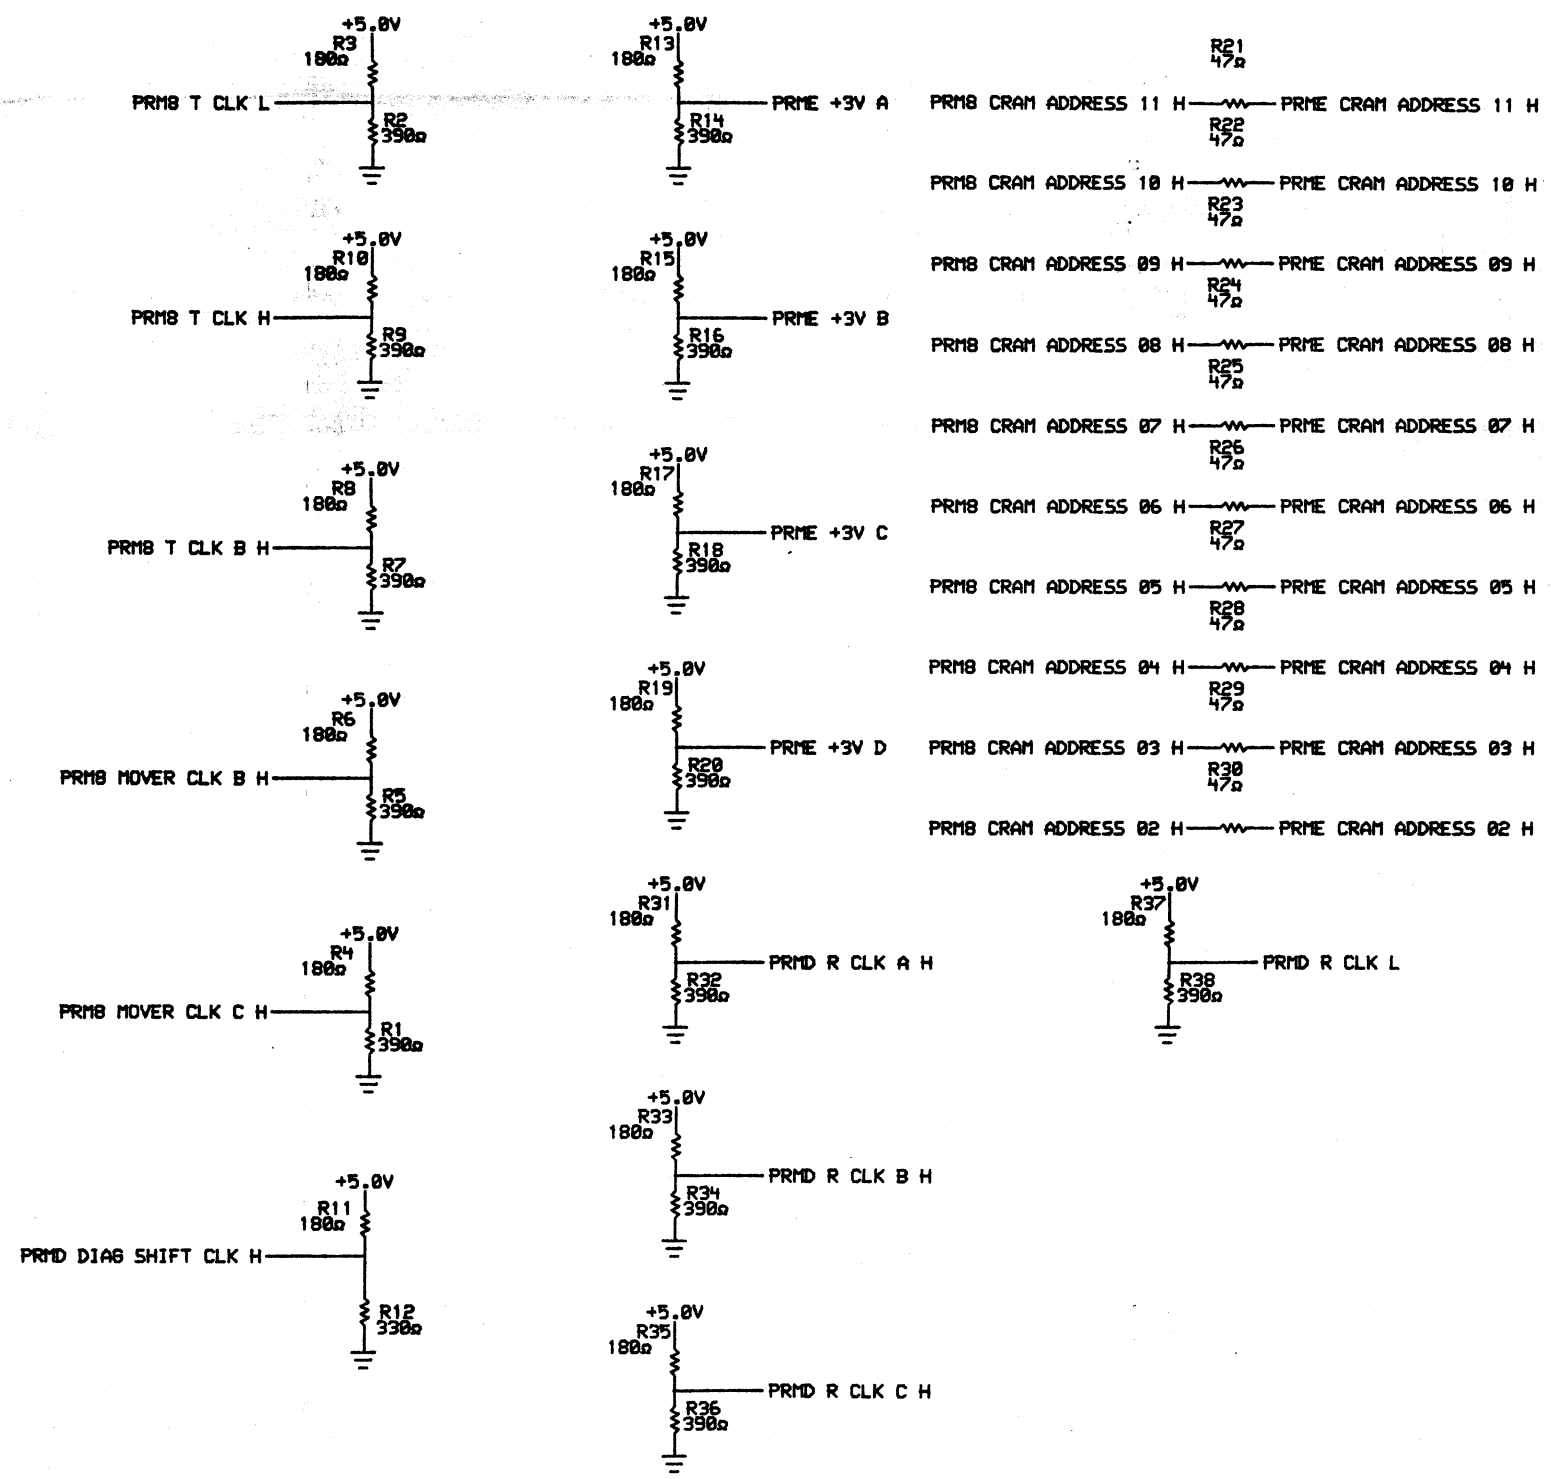 +5.0V
R3
180Ω
PRM8 T CLK L
R2
390Ω
+5.0V
R10
180Ω
PRM8 T CLK H
R9
390Ω
+5.0V
R8
180Ω
PRM8 T CLK B H
R7
390Ω
+5.0V
R6
180Ω
PRM8 MOVER CLK B H
R5
390Ω
+5.0V
R4
180Ω
PRM8 MOVER CLK C H
R1
390Ω
+5.0V
R11
180Ω
PRMD DIAG SHIFT CLK H
R12
330Ω
+5.0V
R13
180Ω
PRME +3V A
R14
390Ω
+5.0V
R15
180Ω
PRME +3V B
R16
390Ω
+5.0V
R17
180Ω
PRME +3V C
R18
390Ω
+5.0V
R19
180Ω
PRME +3V D
R20
390Ω
+5.0V
R31
180Ω
PRMD R CLK A H
R32
390Ω
+5.0V
R33
180Ω
PRMD R CLK B H
R34
390Ω
+5.0V
R35
180Ω
PRMD R CLK C H
R36
390Ω
R21
47Ω
PRM8 CRAM ADDRESS 11 H PRME CRAM ADDRESS 11 H
R22
47Ω
PRM8 CRAM ADDRESS 10 H PRME CRAM ADDRESS 10 H
R23
47Ω
PRM8 CRAM ADDRESS 09 H PRME CRAM ADDRESS 09 H
R24
47Ω
PRM8 CRAM ADDRESS 08 H PRME CRAM ADDRESS 08 H
R25
47Ω
PRM8 CRAM ADDRESS 07 H PRME CRAM ADDRESS 07 H
R26
47Ω
PRM8 CRAM ADDRESS 06 H PRME CRAM ADDRESS 06 H
R27
47Ω
PRM8 CRAM ADDRESS 05 H PRME CRAM ADDRESS 05 H
R28
47Ω
PRM8 CRAM ADDRESS 04 H PRME CRAM ADDRESS 04 H
R29
47Ω
PRM8 CRAM ADDRESS 03 H PRME CRAM ADDRESS 03 H
R30
47Ω
PRM8 CRAM ADDRESS 02 H PRME CRAM ADDRESS 02 H
+5.0V
R37
180Ω
PRMD R CLK L
R38
390Ω